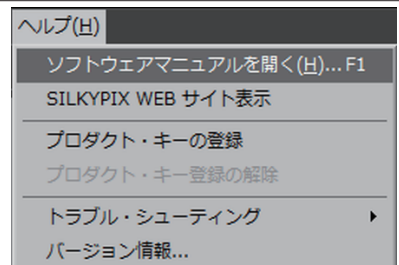 ヘルプ(H)
ソフトウェアマニュアルを開く(H)... F1
SILKYPIX WEB サイト表示
プロダクト・キーの登録
プロダクト・キー登録の解除
トラブル・シューティング
バージョン情報...